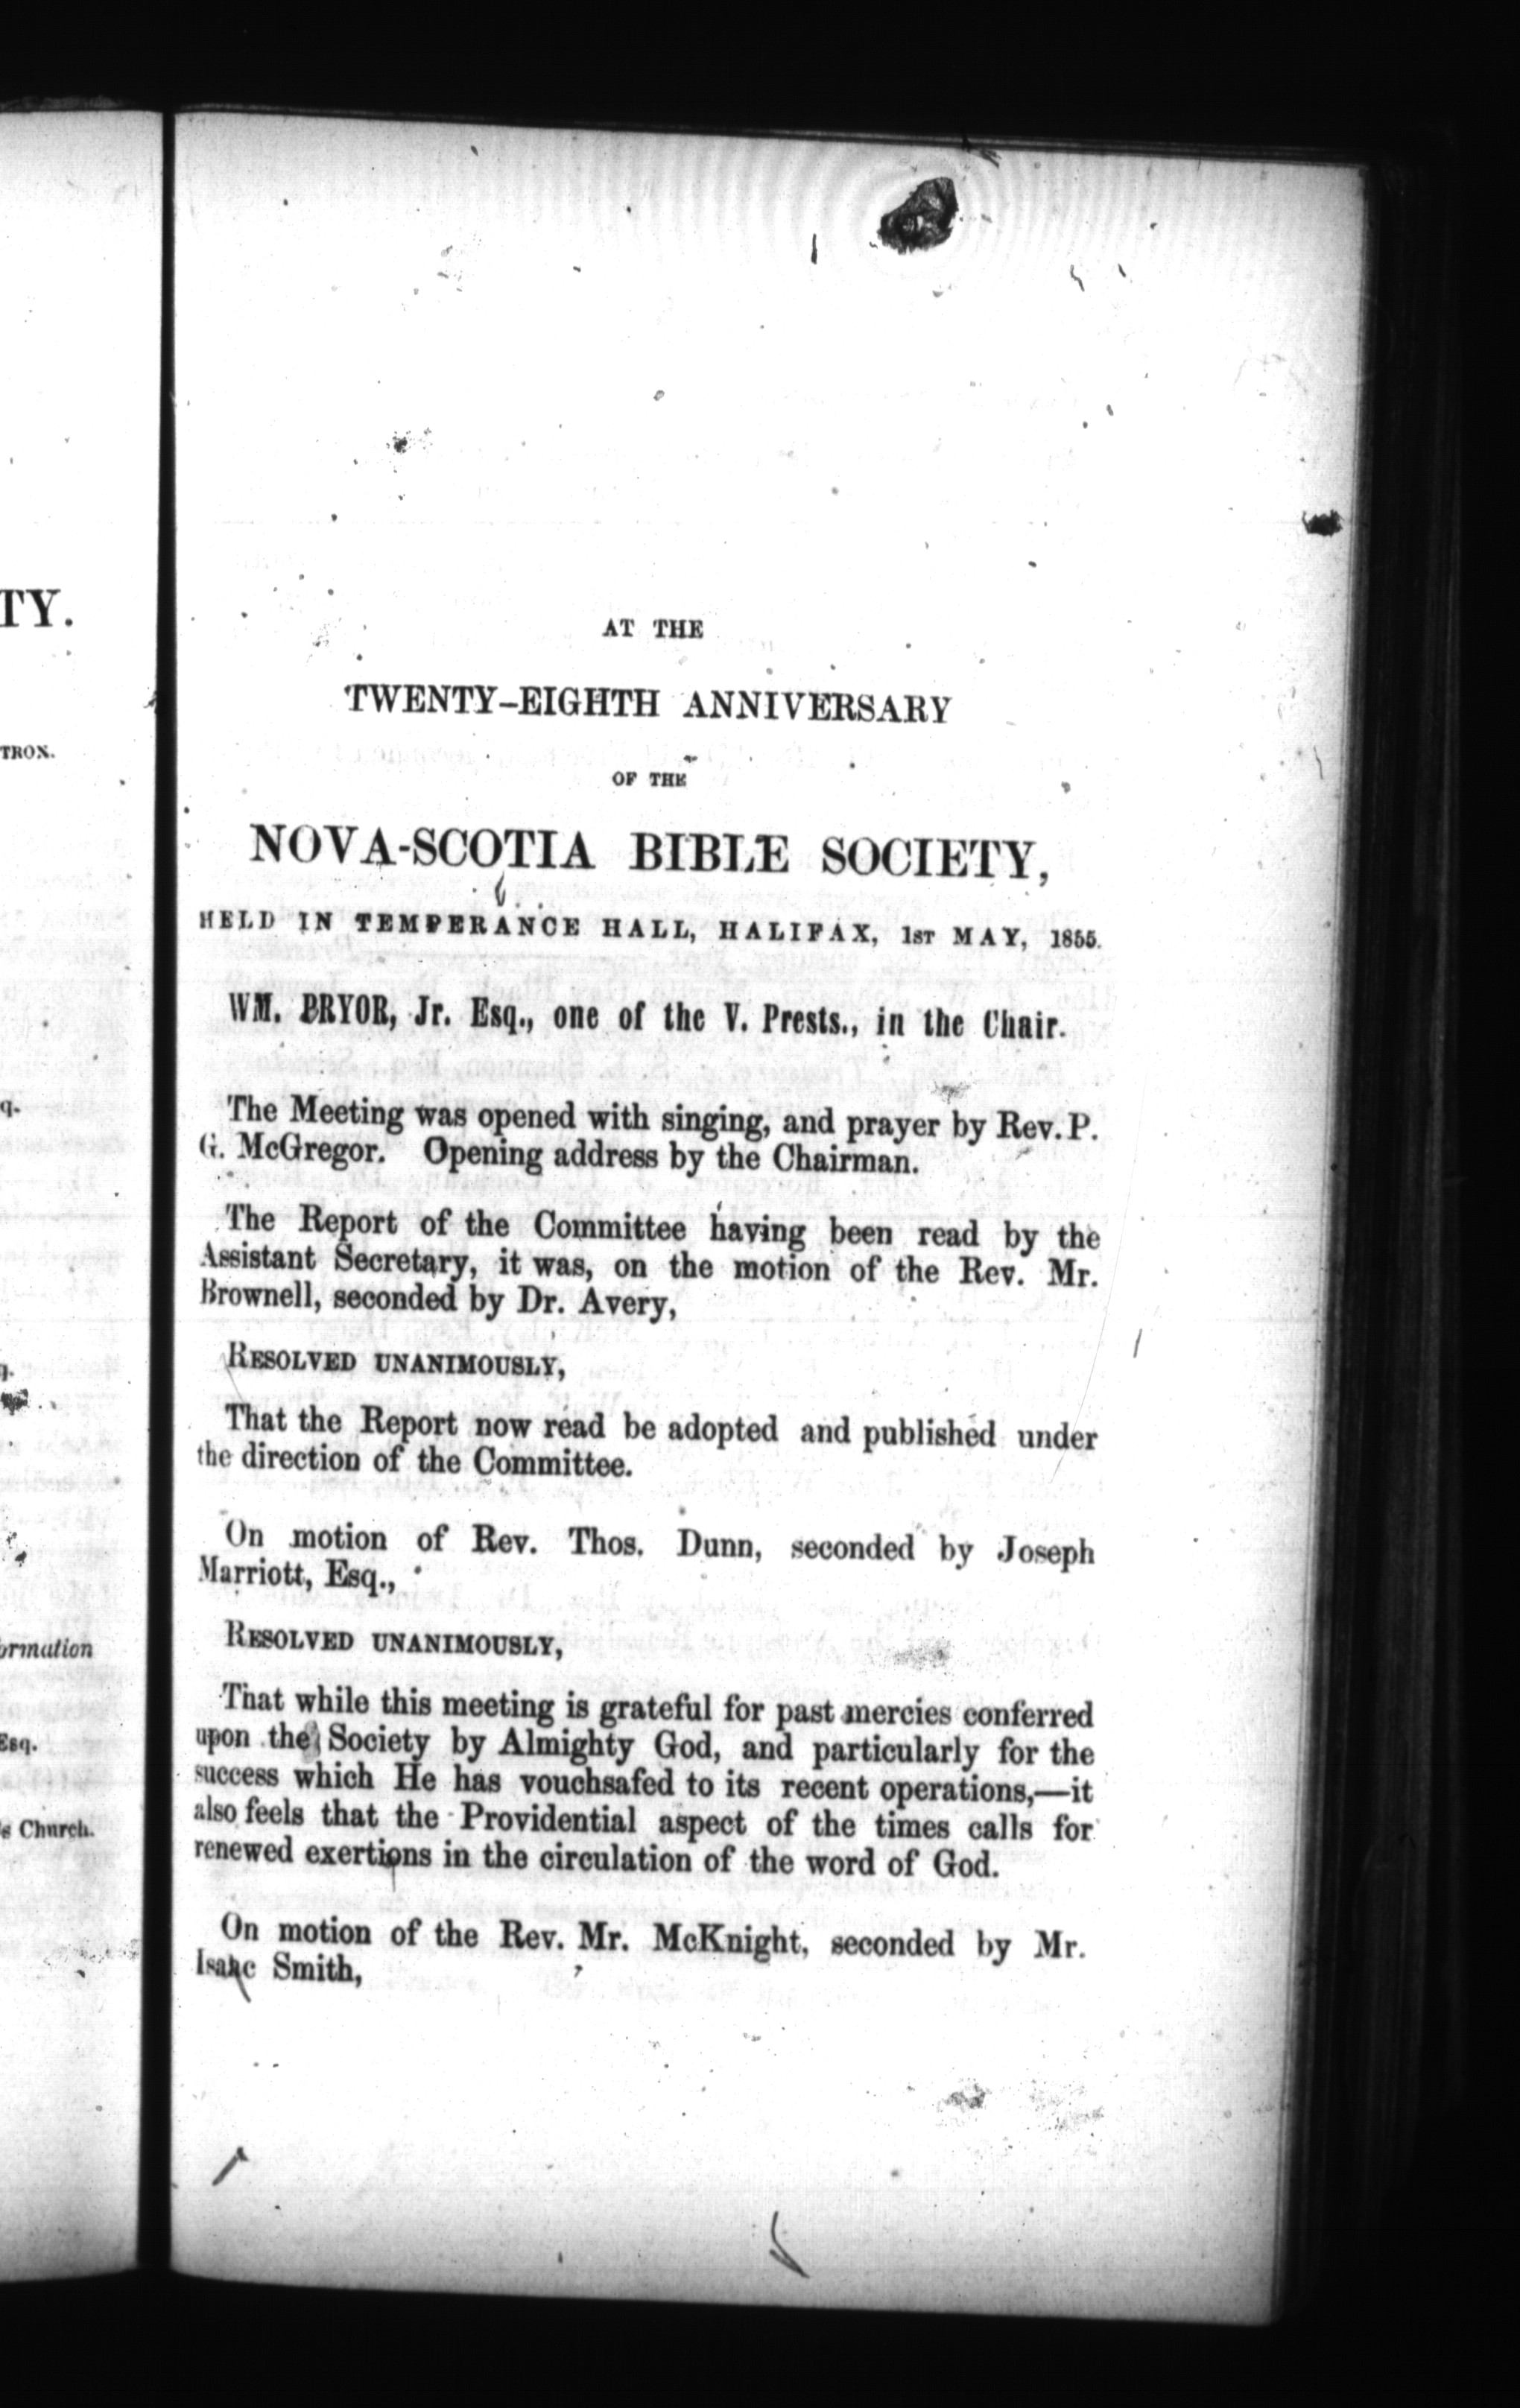 TY.
TRON.
q.
q.
ormation
Esq.
's Church.
AT THE
TWENTY-EIGHTH ANNIVERSARY
OF THE
NOVA-SCOTIA BIBLE SOCIETY,
HELD IN TEMPERANCE HALL, HALIFAX, 1ST MAY, 1855.
WM. PRYOR, Jr. Esq., one of the V. Prests., in the Chair.
The Meeting was opened with singing, and prayer by Rev. P.
G. McGregor. Opening address by the Chairman.
The Report of the Committee having been read by the
Assistant Secretary, it was, on the motion of the Rev. Mr.
Brownell, seconded by Dr. Avery,
RESOLVED UNANIMOUSLY,
That the Report now read be adopted and published under
the direction of the Committee.
On motion of Rev. Thos. Dunn, seconded by Joseph
Marriott, Esq.,
RESOLVED UNANIMOUSLY,
That while this meeting is grateful for past mercies conferred
upon the Society by Almighty God, and particularly for the
success which He has vouchsafed to its recent operations,—it
also feels that the Providential aspect of the times calls for
renewed exertions in the circulation of the word of God.
On motion of the Rev. Mr. McKnight, seconded by Mr.
Isaac Smith,